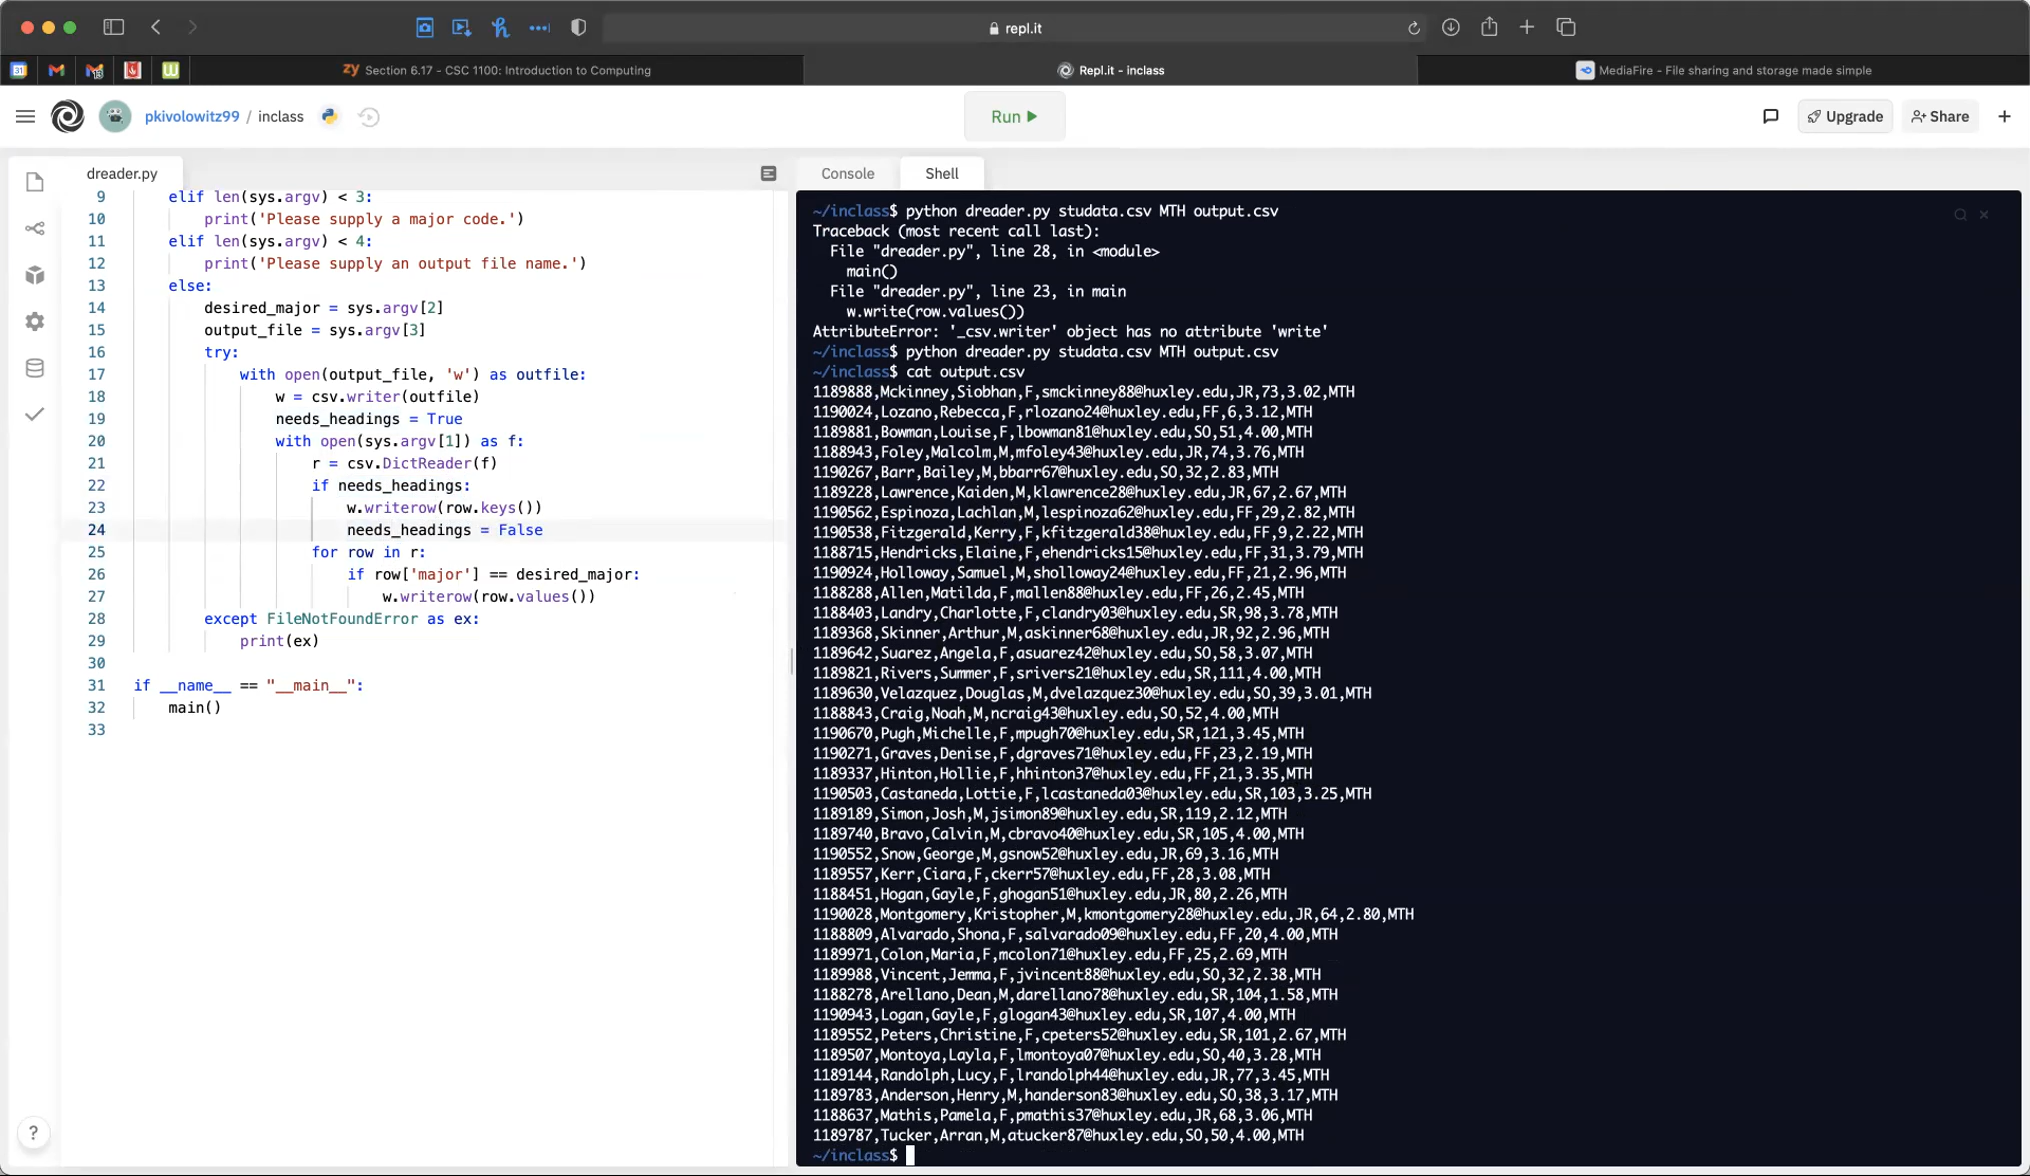 repl.it
31
Section 6.17 - CSC 1100: Introduction to Computing
Repl.it - inclass
MediaFire - File sharing and storage made simple
pkivolowitz99 / inclass
Run
Upgrade
Share
dreader.py
Console
Shell
9 elif len(sys.argv) < 3:
10 print('Please supply a major code.')
11 elif len(sys.argv) < 4:
12 print('Please supply an output file name.')
13 else:
14 desired_major = sys.argv[2]
15 output_file = sys.argv[3]
16 try:
17 with open(output_file, 'w') as outfile:
18 w = csv.writer(outfile)
19 needs_headings = True
20 with open(sys.argv[1]) as f:
21 r = csv.DictReader(f)
22 if needs_headings:
23 w.writerow(row.keys())
24 needs_headings = False
25 for row in r:
26 if row['major'] == desired_major:
27 w.writerow(row.values())
28 except FileNotFoundError as ex:
29 print(ex)
30
31 if __name__ == "__main__":
32 main()
33
~/inclass$ python dreader.py studata.csv MTH output.csv
Traceback (most recent call last):
File "dreader.py", line 28, in <module>
main()
File "dreader.py", line 23, in main
w.write(row.values())
AttributeError: '_csv.writer' object has no attribute 'write'
~/inclass$ python dreader.py studata.csv MTH output.csv
~/inclass$ cat output.csv
1189888,Mckinney,Siobhan,F,smckinney88@huxley.edu,JR,73,3.02,MTH
1190024,Lozano,Rebecca,F,rlozano24@huxley.edu,FF,6,3.12,MTH
1189881,Bowman,Louise,F,lbowman81@huxley.edu,SO,51,4.00,MTH
1188943,Foley,Malcolm,M,mfoley43@huxley.edu,JR,74,3.76,MTH
1190267,Barr,Bailey,M,bbarr67@huxley.edu,SO,32,2.83,MTH
1189228,Lawrence,Kaiden,M,klawrence28@huxley.edu,JR,67,2.67,MTH
1190562,Espinoza,Lachlan,M,lespinoza62@huxley.edu,FF,29,2.82,MTH
1190538,Fitzgerald,Kerry,F,kfitzgerald38@huxley.edu,FF,9,2.22,MTH
1188715,Hendricks,Elaine,F,ehendricks15@huxley.edu,FF,31,3.79,MTH
1190924,Holloway,Samuel,M,sholloway24@huxley.edu,FF,21,2.96,MTH
1188288,Allen,Matilda,F,mallen88@huxley.edu,FF,26,2.45,MTH
1188403,Landry,Charlotte,F,clandry03@huxley.edu,SR,98,3.78,MTH
1189368,Skinner,Arthur,M,askinner68@huxley.edu,JR,92,2.96,MTH
1189642,Suarez,Angela,F,asuarez42@huxley.edu,SO,58,3.07,MTH
1189821,Rivers,Summer,F,srivers21@huxley.edu,SR,111,4.00,MTH
1189630,Velazquez,Douglas,M,dvelazquez30@huxley.edu,SO,39,3.01,MTH
1188843,Craig,Noah,M,ncraig43@huxley.edu,SO,52,4.00,MTH
1190670,Pugh,Michelle,F,mpugh70@huxley.edu,SR,121,3.45,MTH
1190271,Graves,Denise,F,dgraves71@huxley.edu,FF,23,2.19,MTH
1189337,Hinton,Hollie,F,hhinton37@huxley.edu,FF,21,3.35,MTH
1190503,Castaneda,Lottie,F,lcastaneda03@huxley.edu,SR,103,3.25,MTH
1189189,Simon,Josh,M,jsimon89@huxley.edu,SR,119,2.12,MTH
1189740,Bravo,Calvin,M,cbravo40@huxley.edu,SR,105,4.00,MTH
1190552,Snow,George,M,gsnow52@huxley.edu,JR,69,3.16,MTH
1189557,Kerr,Ciara,F,ckerr57@huxley.edu,FF,28,3.08,MTH
1188451,Hogan,Gayle,F,ghogan51@huxley.edu,JR,80,2.26,MTH
1190028,Montgomery,Kristopher,M,kmontgomery28@huxley.edu,JR,64,2.80,MTH
1188809,Alvarado,Shona,F,salvarado09@huxley.edu,FF,20,4.00,MTH
1189971,Colon,Maria,F,mcolon71@huxley.edu,FF,25,2.69,MTH
1189988,Vincent,Jemma,F,jvincent88@huxley.edu,SO,32,2.38,MTH
1188278,Arellano,Dean,M,darellano78@huxley.edu,SR,104,1.58,MTH
1190943,Logan,Gayle,F,glogan43@huxley.edu,SR,107,4.00,MTH
1189552,Peters,Christine,F,cpeters52@huxley.edu,SR,101,2.67,MTH
1189507,Montoya,Layla,F,lmontoya07@huxley.edu,SO,40,3.28,MTH
1189144,Randolph,Lucy,F,lrandolph44@huxley.edu,JR,77,3.45,MTH
1189783,Anderson,Henry,M,handerson83@huxley.edu,SO,38,3.17,MTH
1188637,Mathis,Pamela,F,pmathis37@huxley.edu,JR,68,3.06,MTH
1189787,Tucker,Arran,M,atucker87@huxley.edu,SO,50,4.00,MTH
~/inclass$
?